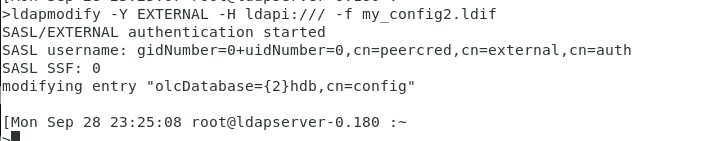 >ldapmodify -Y EXTERNAL -H ldapi:/// -f my_config2.ldif
SASL/EXTERNAL authentication started
SASL username: gidNumber=0+uidNumber=0,cn=peercred,cn=external,cn=auth
SASL SSF: 0
modifying entry "olcDatabase={2}hdb,cn=config"
[Mon Sep 28 23:25:08 root@ldapserver-0.180 :~
>